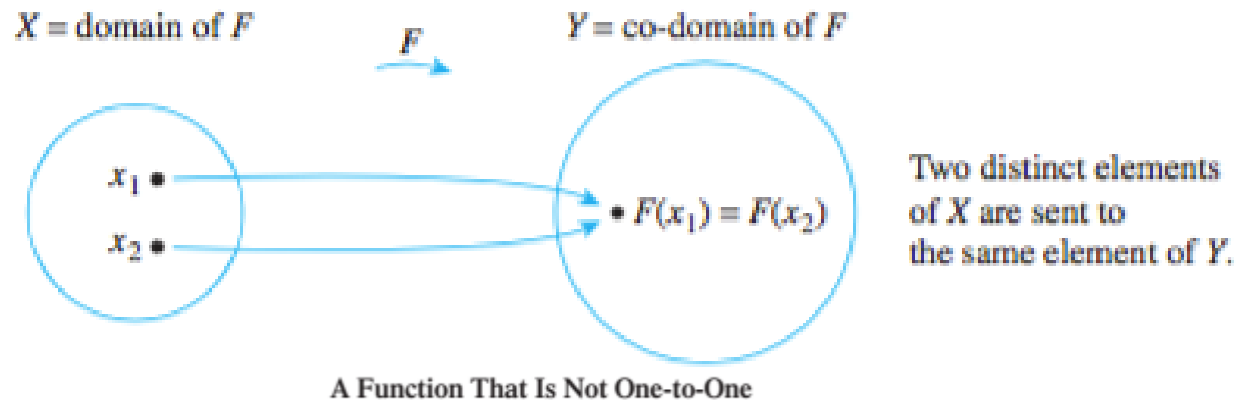 X = domain of F
F
Y = co-domain of F
x₁
x₂
F(x₁) = F(x₂)
Two distinct elements
of X are sent to
the same element of Y.
A Function That Is Not One-to-One